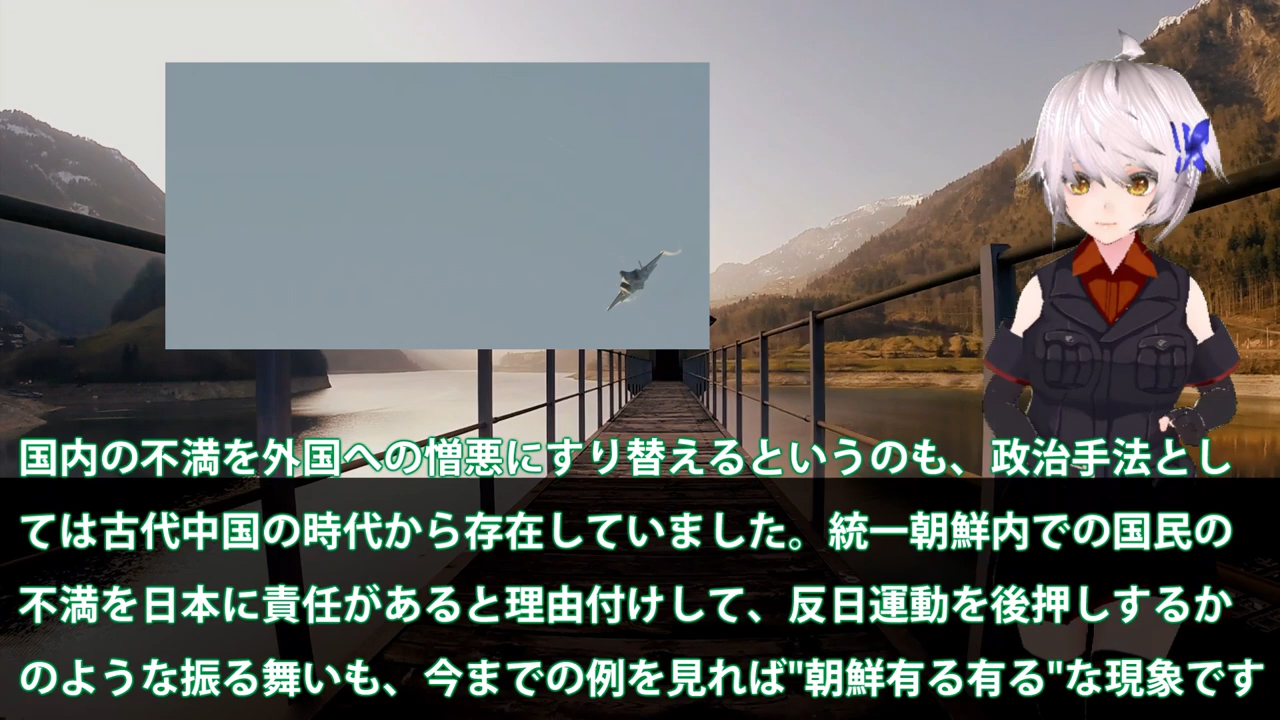 国内の不満を外国への憎悪にすり替えるというのも、政治手法とし
ては古代中国の時代から存在していました。統一朝鮮内での国民の
不満を日本に責任があると理由付けして、反日運動を後押しするか
のような振る舞いも、今までの例を見れば"朝鮮有る有る"な現象です